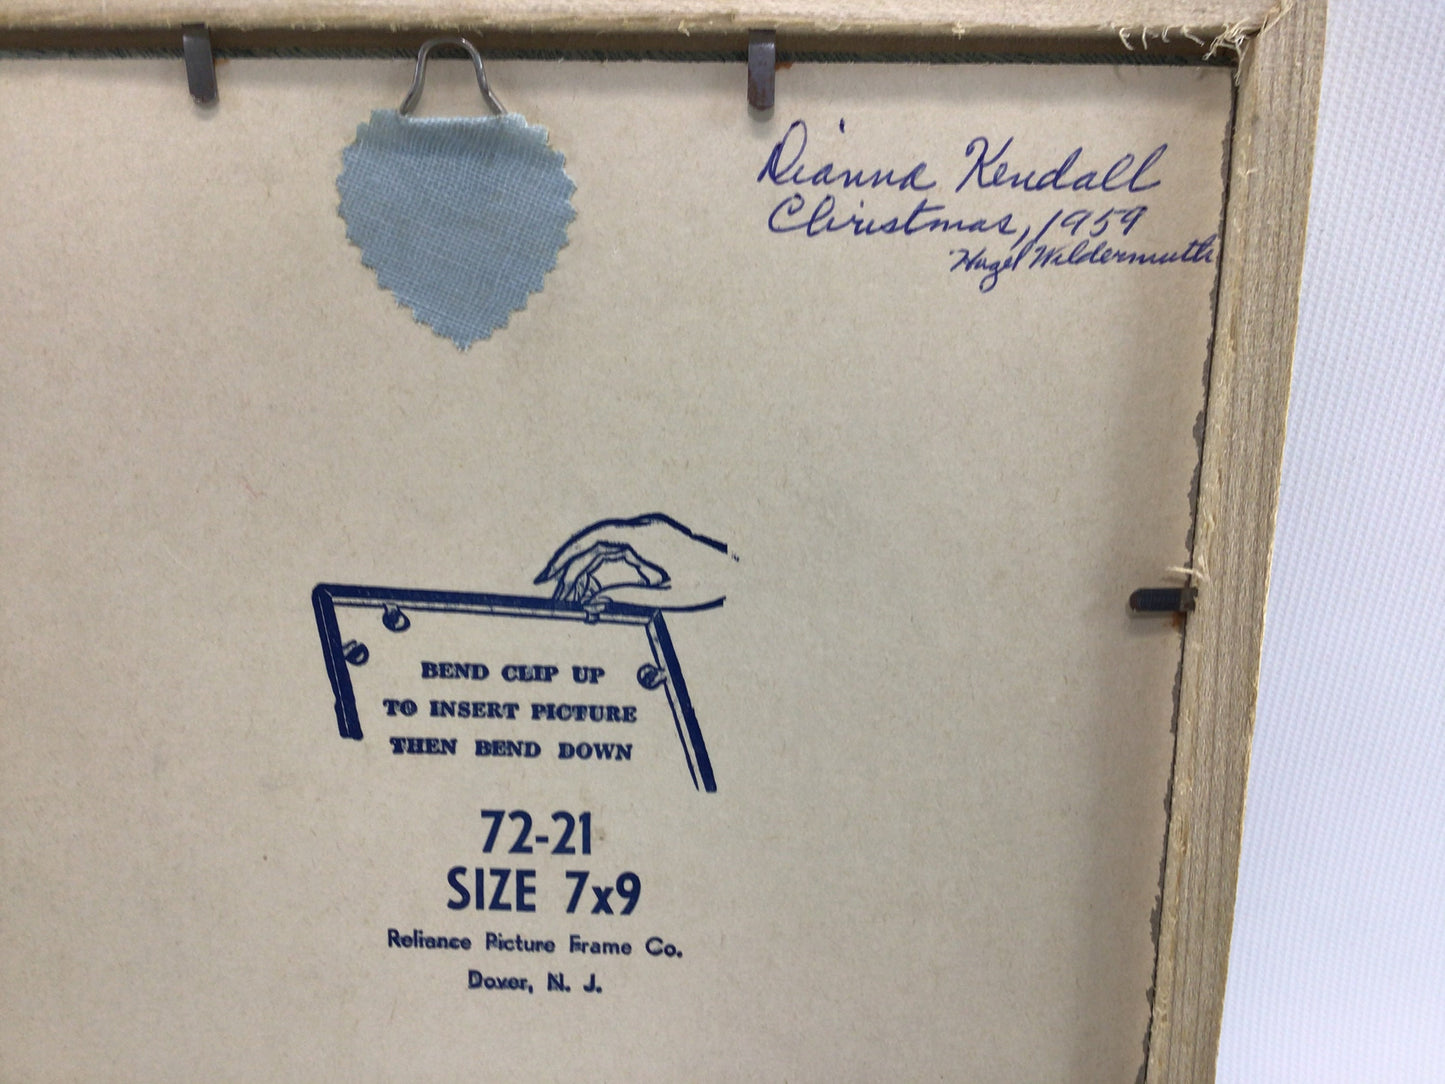 Dianna Kendall
Christmas, 1959
Hazel Wildermuth
BEND CLIP UP
TO INSERT PICTURE
THEN BEND DOWN
72-21
SIZE 7x9
Reliance Picture Frame Co.
Dover, N. J.